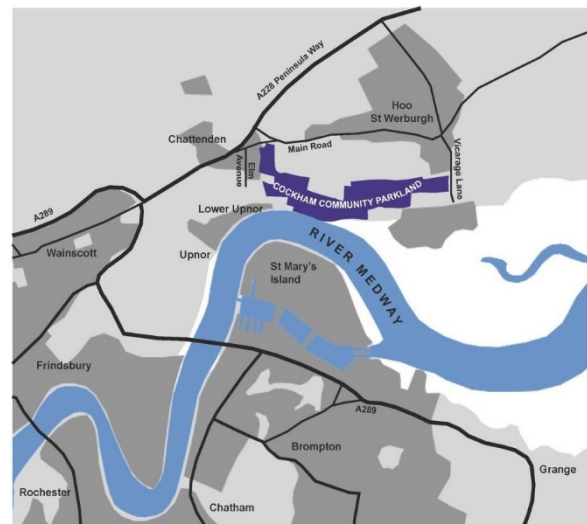 A228 Peninsula Way
Hoo
St Werburgh
Chattenden
Main Road
Elm
Avenue
Vicarage Lane
COCKHAM COMMUNITY PARKLAND
A289
Lower Upnor
Wainscott
Upnor
RIVER MEDWAY
St Mary's
Island
Frindsbury
A289
Brompton
Grange
Rochester
Chatham